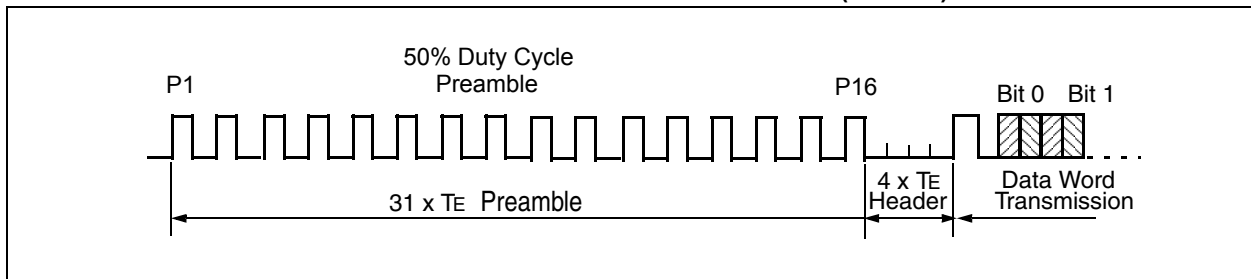 50% Duty Cycle
Preamble
P1
P16
Bit 0 Bit 1
31 x TE Preamble
4 x TE
Header
Data Word
Transmission